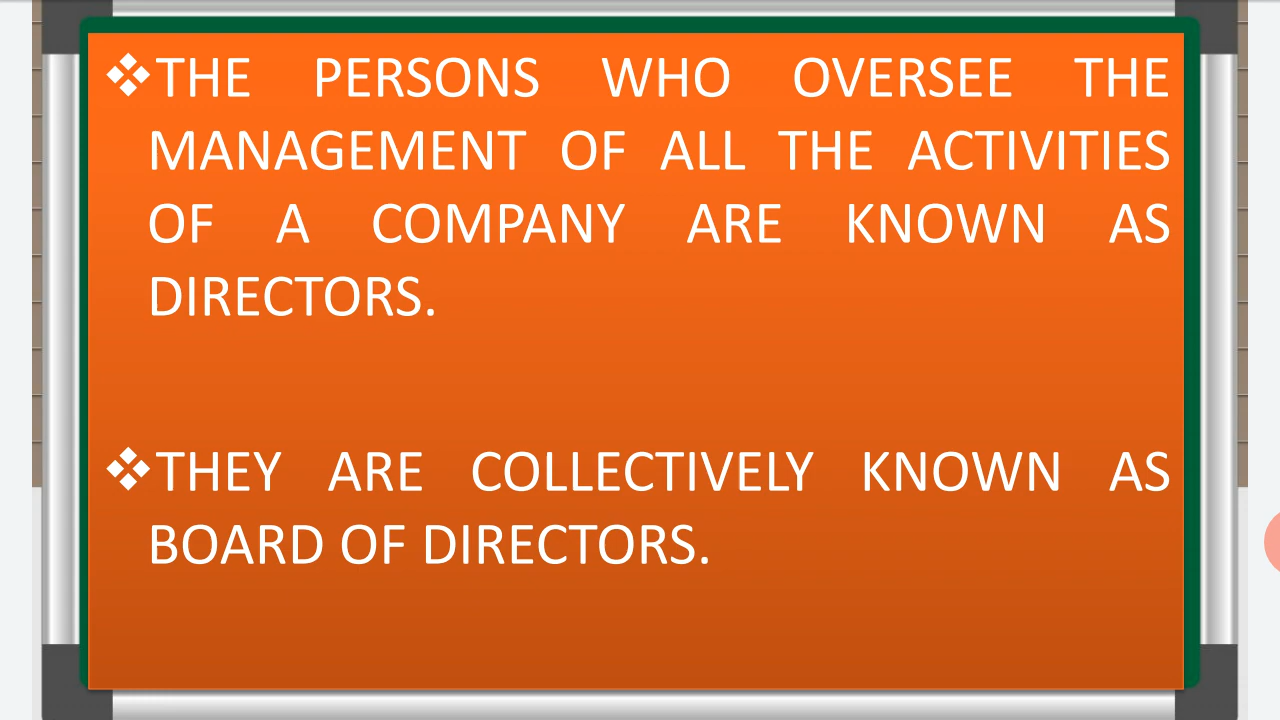 ❖THE PERSONS WHO OVERSEE THE
MANAGEMENT OF ALL THE ACTIVITIES
OF A COMPANY ARE KNOWN AS
DIRECTORS.
❖THEY ARE COLLECTIVELY KNOWN AS
BOARD OF DIRECTORS.